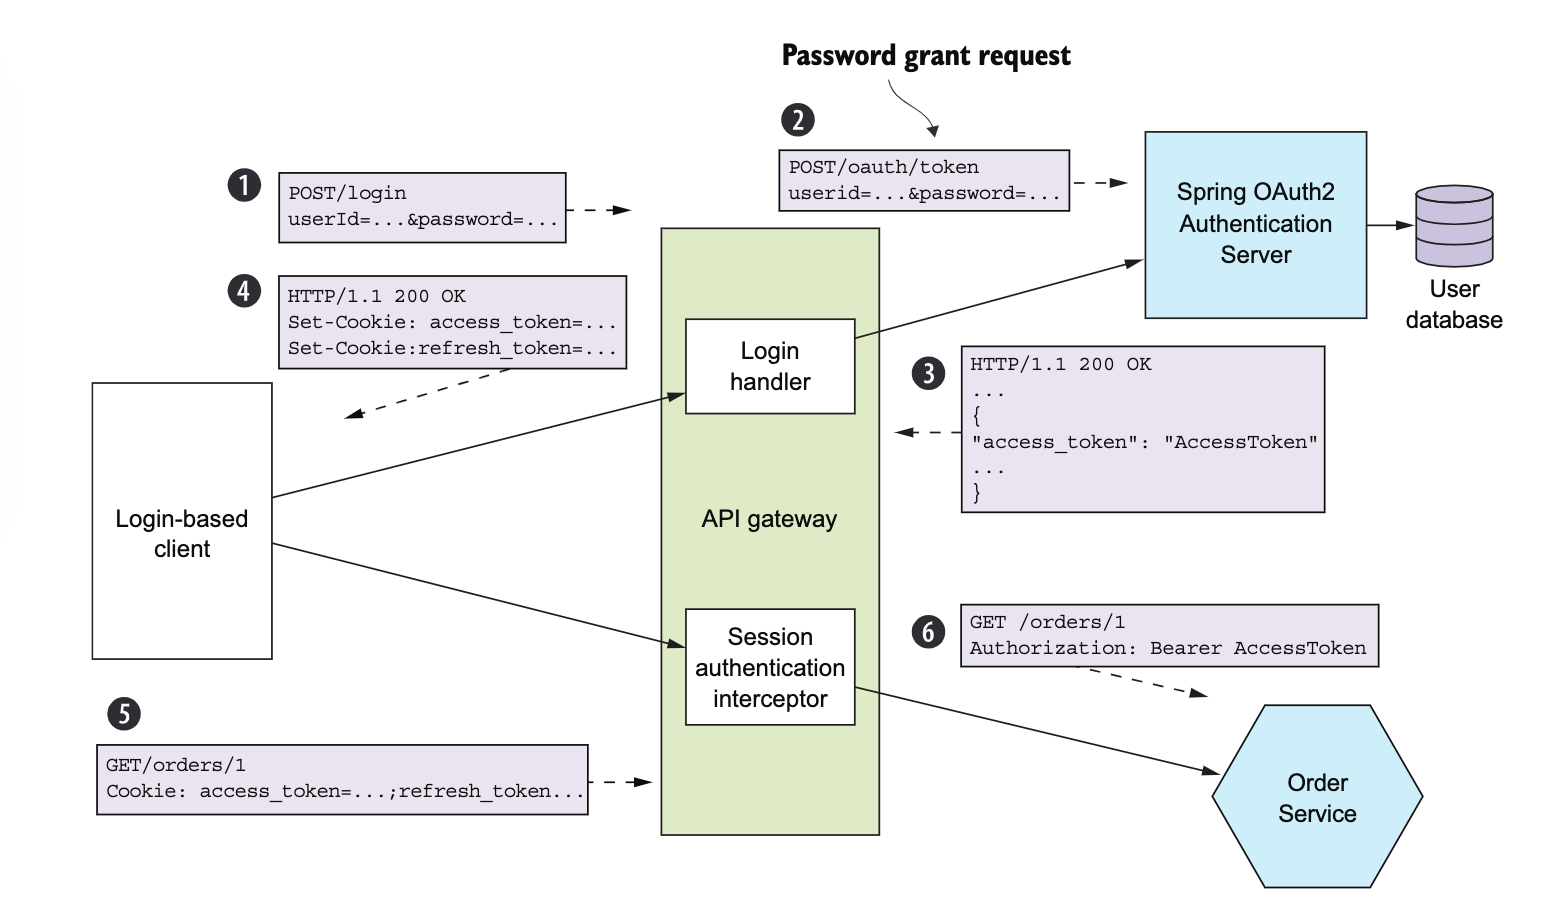 Password grant request
1
POST/login
userId=...&password=...
2
POST/oauth/token
userid=...&password=...
Spring OAuth2
Authentication
Server
User
database
4
HTTP/1.1 200 OK
Set-Cookie: access_token=...
Set-Cookie:refresh_token=...
Login
handler
3
HTTP/1.1 200 OK
...
{
"access_token": "AccessToken"
...
}
Login-based
client
API gateway
Session
authentication
interceptor
6
GET /orders/1
Authorization: Bearer AccessToken
5
GET/orders/1
Cookie: access_token=...;refresh_token...
Order
Service